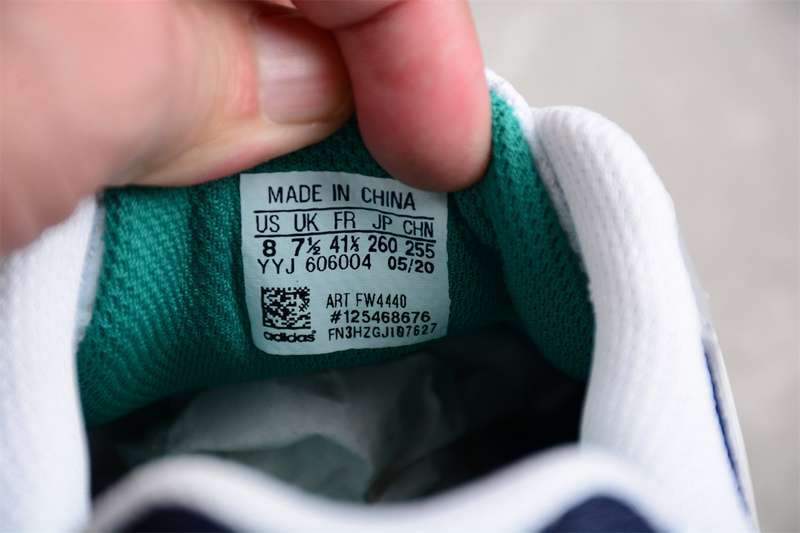 MADE IN CHINA
US UK FR JP CHN
8 7½ 41⅓ 260 255
YYJ 606004 05/20
ART FW4440
#125468676
adidas FN3HZGJ107627